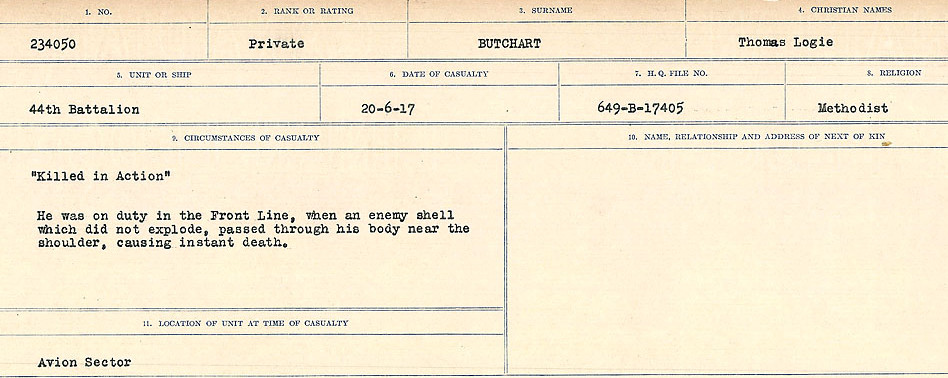 1. NO. 2. RANK OR RATING 3. SURNAME 4. CHRISTIAN NAMES
234050 Private BUTCHART Thomas Logie
5. UNIT OR SHIP 6. DATE OF CASUALTY 7. H.Q. FILE NO. 8. RELIGION
44th Battalion 20-6-17 649-B-17405 Methodist
9. CIRCUMSTANCES OF CASUALTY 10. NAME, RELATIONSHIP AND ADDRESS OF NEXT OF KIN
"Killed in Action"
He was on duty in the Front Line, when an enemy shell
which did not explode, passed through his body near the
shoulder, causing instant death.
11. LOCATION OF UNIT AT TIME OF CASUALTY
Avion Sector